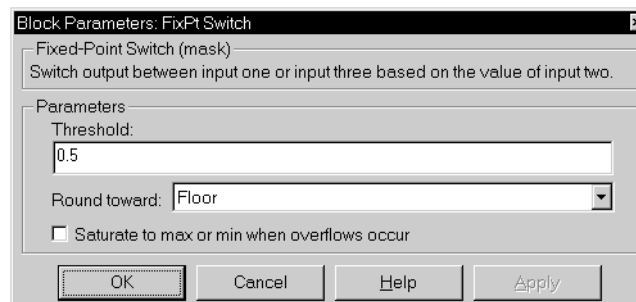 Block Parameters: FixPt Switch
Fixed-Point Switch (mask)
Switch output between input one or input three based on the value of input two.
Parameters
Threshold:
0.5
Round toward: Floor
Saturate to max or min when overflows occur
OK Cancel Help Apply